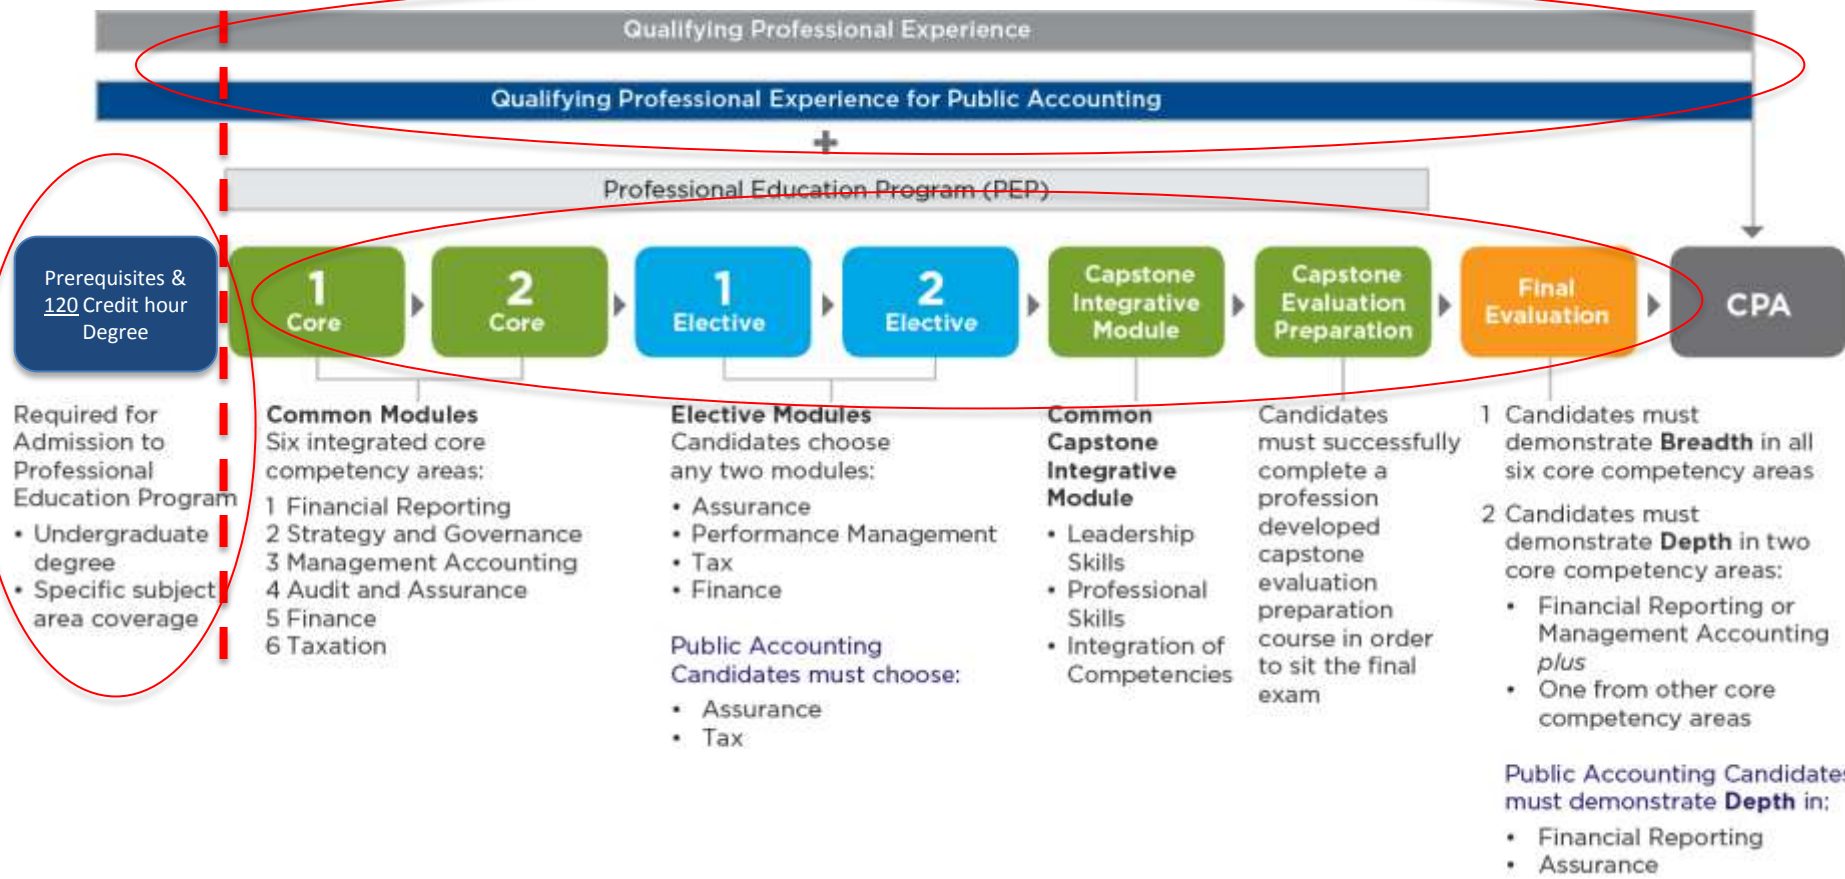 Qualifying Professional Experience
Qualifying Professional Experience for Public Accounting
+
Professional Education Program (PEP)
Prerequisites &
120 Credit hour
Degree
1
Core
2
Core
1
Elective
2
Elective
Capstone
Integrative
Module
Capstone
Evaluation
Preparation
Final
Evaluation
CPA
Required for
Admission to
Professional
Education Program
• Undergraduate
degree
• Specific subject
area coverage
Common Modules
Six integrated core
competency areas:
1 Financial Reporting
2 Strategy and Governance
3 Management Accounting
4 Audit and Assurance
5 Finance
6 Taxation
Elective Modules
Candidates choose
any two modules:
• Assurance
• Performance Management
• Tax
• Finance
Public Accounting
Candidates must choose:
• Assurance
• Tax
Common
Capstone
Integrative
Module
• Leadership
Skills
• Professional
Skills
• Integration of
Competencies
Candidates
must successfully
complete a
profession
developed
capstone
evaluation
preparation
course in order
to sit the final
exam
1 Candidates must
demonstrate Breadth in all
six core competency areas
2 Candidates must
demonstrate Depth in two
core competency areas:
• Financial Reporting or
Management Accounting
plus
• One from other core
competency areas
Public Accounting Candidates
must demonstrate Depth in:
• Financial Reporting
• Assurance